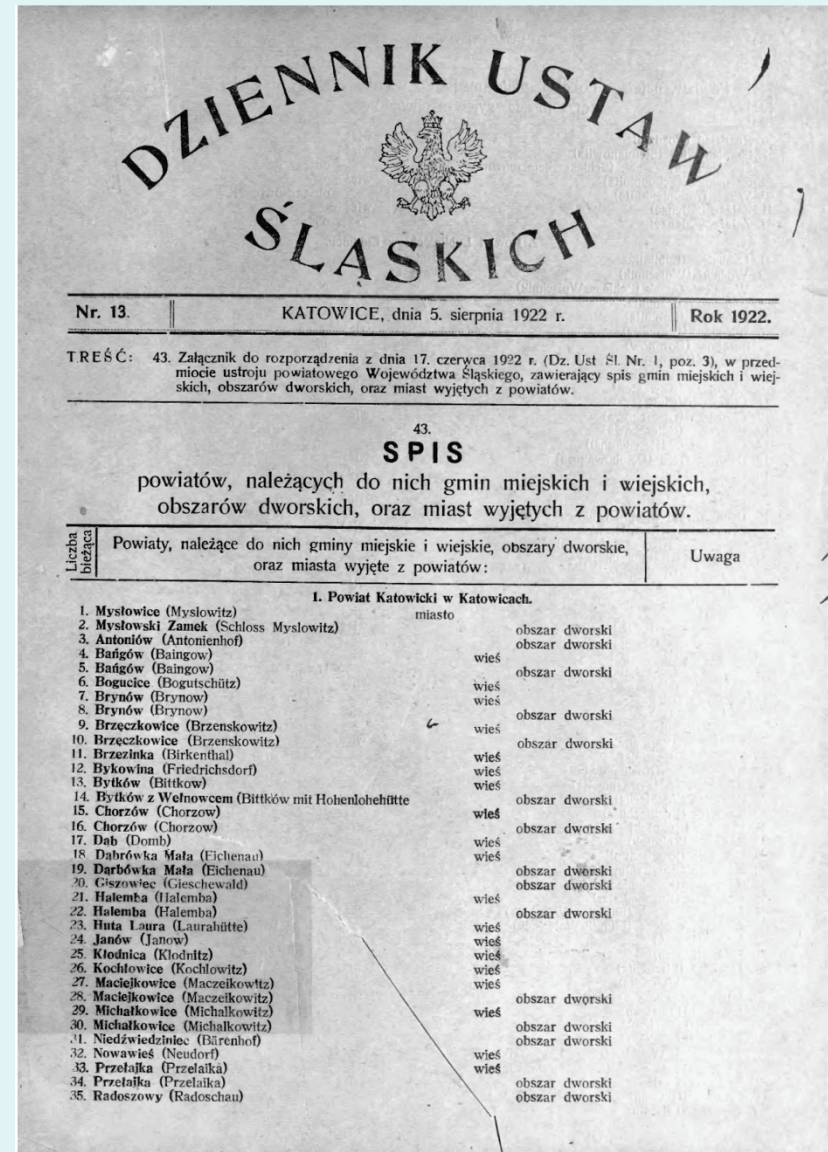 DZIENNIK USTAW
ŚLĄSKICH
Nr. 13. KATOWICE, dnia 5. sierpnia 1922 r. Rok 1922.
TREŚĆ: 43. Załącznik do rozporządzenia z dnia 17. czerwca 1922 r. (Dz. Ust Śl. Nr. 1, poz. 3), w przed-
miocie ustroju powiatowego Województwa Śląskiego, zawierający spis gmin miejskich i wiej-
skich, obszarów dworskich, oraz miast wyjętych z powiatów.
43.
SPIS
powiatów, należących do nich gmin miejskich i wiejskich,
obszarów dworskich, oraz miast wyjętych z powiatów.
Liczba bieżąca
Powiaty, należące do nich gminy miejskie i wiejskie, obszary dworskie,
oraz miasta wyjęte z powiatów:
Uwaga
I. Powiat Katowicki w Katowicach.
1. Mysłowice (Myslowitz) miasto
2. Mysłowski Zamek (Schloss Myslowitz) obszar dworski
3. Antoniów (Antonienhof) obszar dworski
4. Bańgów (Baingow) wieś
5. Bańgów (Baingow) obszar dworski
6. Bogucice (Bogutschütz) wieś
7. Brynów (Brynow) wieś
8. Brynów (Brynow) obszar dworski
9. Brzęczkowice (Brzenskowitz) wieś
10. Brzęczkowice (Brzenskowitz) obszar dworski
11. Brzezinka (Birkenthal) wieś
12. Bykowina (Friedrichsdorf) wieś
13. Bytków (Bittkow) wieś
14. Bytków z Wełnowcem (Bittków mit Hohenlohehütte obszar dworski
15. Chorzów (Chorzow) wieś
16. Chorzów (Chorzow) obszar dworski
17. Dąb (Domb) wieś
18 Dąbrówka Mała (Eichenau) wieś
19. Darbówka Mała (Eichenau) obszar dworski
20. Giszowiec (Gieschewald) obszar dworski
21. Halemba (Halemba) wieś
22. Halemba (Halemba) obszar dworski
23. Huta Laura (Laurahütte) wieś
24. Janów (Janow) wieś
25. Kłodnica (Klodnitz) wieś
26. Kochłowice (Kochlowitz) wieś
27. Maciejkowice (Maczeikowitz) wieś
28. Maciejkowice (Maczeikowitz) obszar dworski
29. Michałkowice (Michalkowitz) wieś
30. Michałkowice (Michalkowitz) obszar dworski
31. Niedźwiedziniec (Bärenhof) obszar dworski
32. Nowawieś (Neudorf) wieś
33. Przełajka (Przelaika) wieś
34. Przełajka (Przelaika) obszar dworski
35. Radoszowy (Radoschau) obszar dworski